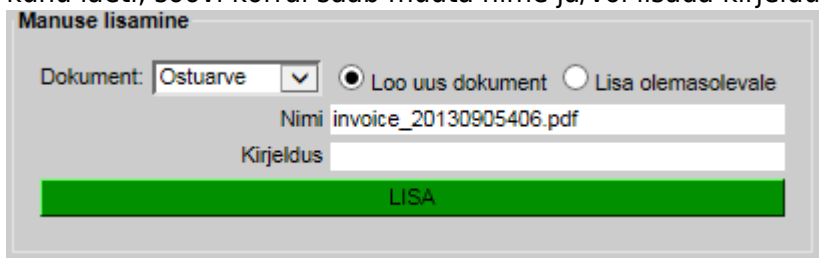 Manuse lisamine
Dokument: Ostuarve Loo uus dokument Lisa olemasolevale
Nimi invoice_20130905406.pdf
Kirjeldus
LISA